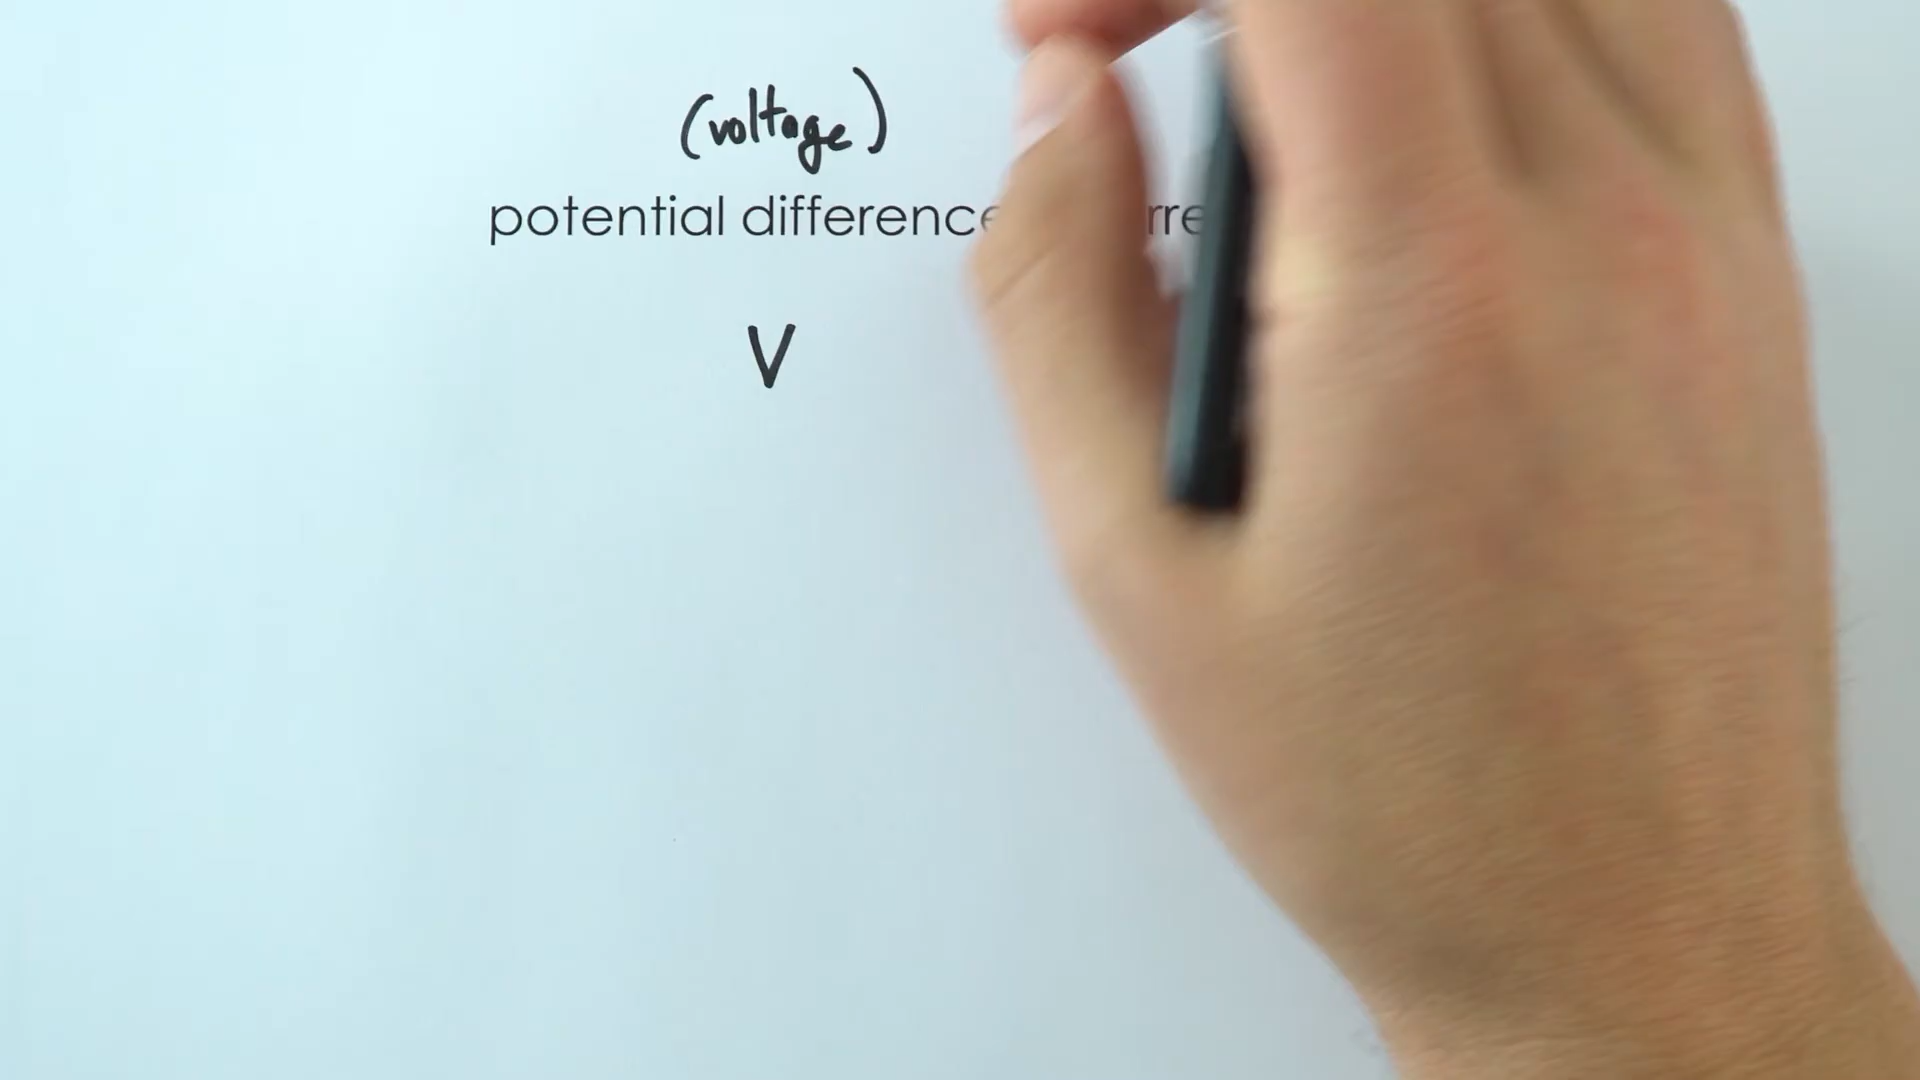 (voltage)
potential difference
V